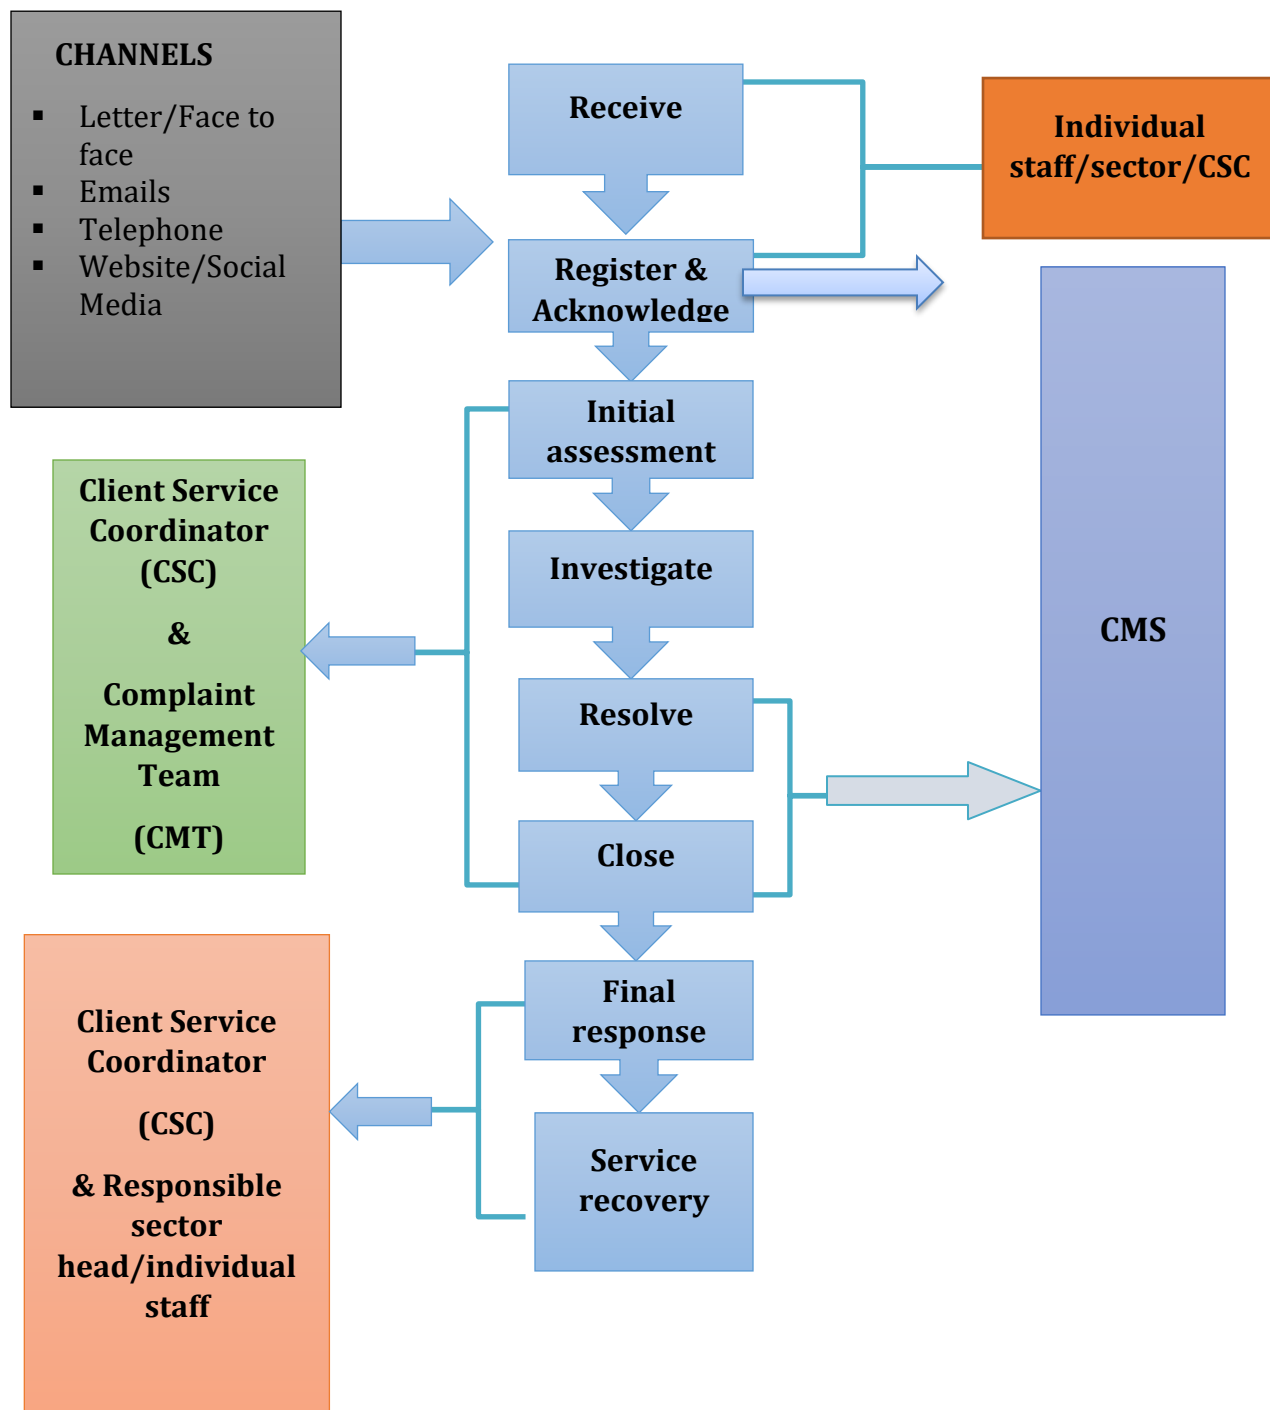 CHANNELS
▪ Letter/Face to
face
▪ Emails
▪ Telephone
▪ Website/Social
Media
Receive
Individual
staff/sector/CSC
Register &
Acknowledge
Initial
assessment
Client Service
Coordinator
(CSC)
&
Complaint
Management
Team
(CMT)
Investigate
CMS
Resolve
Close
Final
response
Client Service
Coordinator
(CSC)
& Responsible
sector
head/individual
staff
Service
recovery